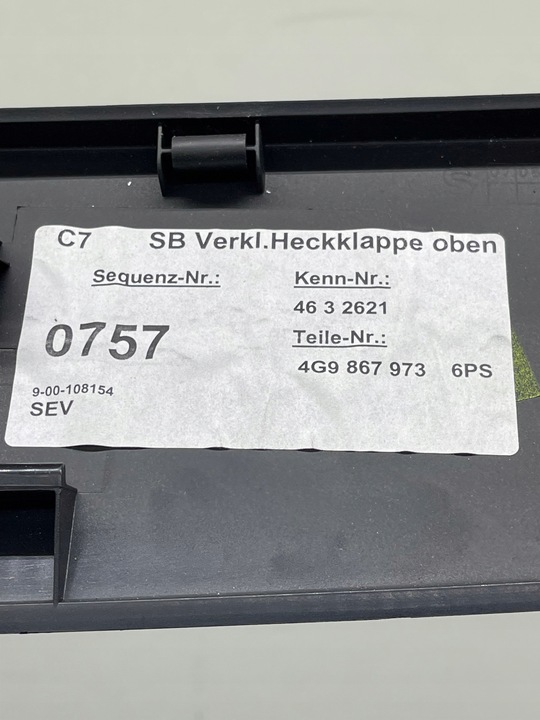 C7 SB Verkl.Heckklappe oben
Sequenz-Nr.: Kenn-Nr.:
46 3 2621
0757 Teile-Nr.:
4G9 867 973 6PS
9-00-108154
SEV